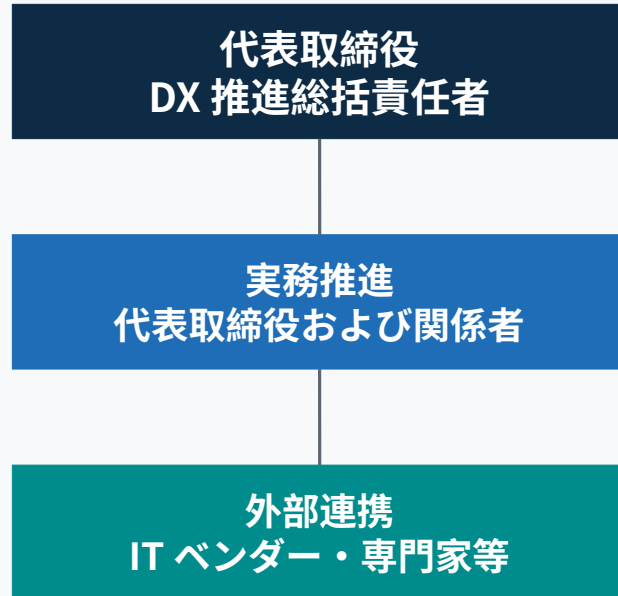 代表取締役
DX 推進総括責任者
実務推進
代表取締役および関係者
外部連携
IT ベンダー・専門家等